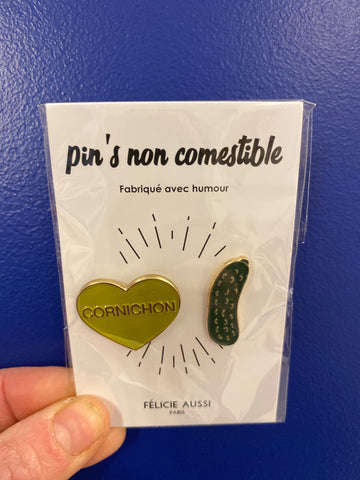 pin's non comestible
Fabriqué avec humour
CORNICHON
FÉLICIE AUSSI
PARIS